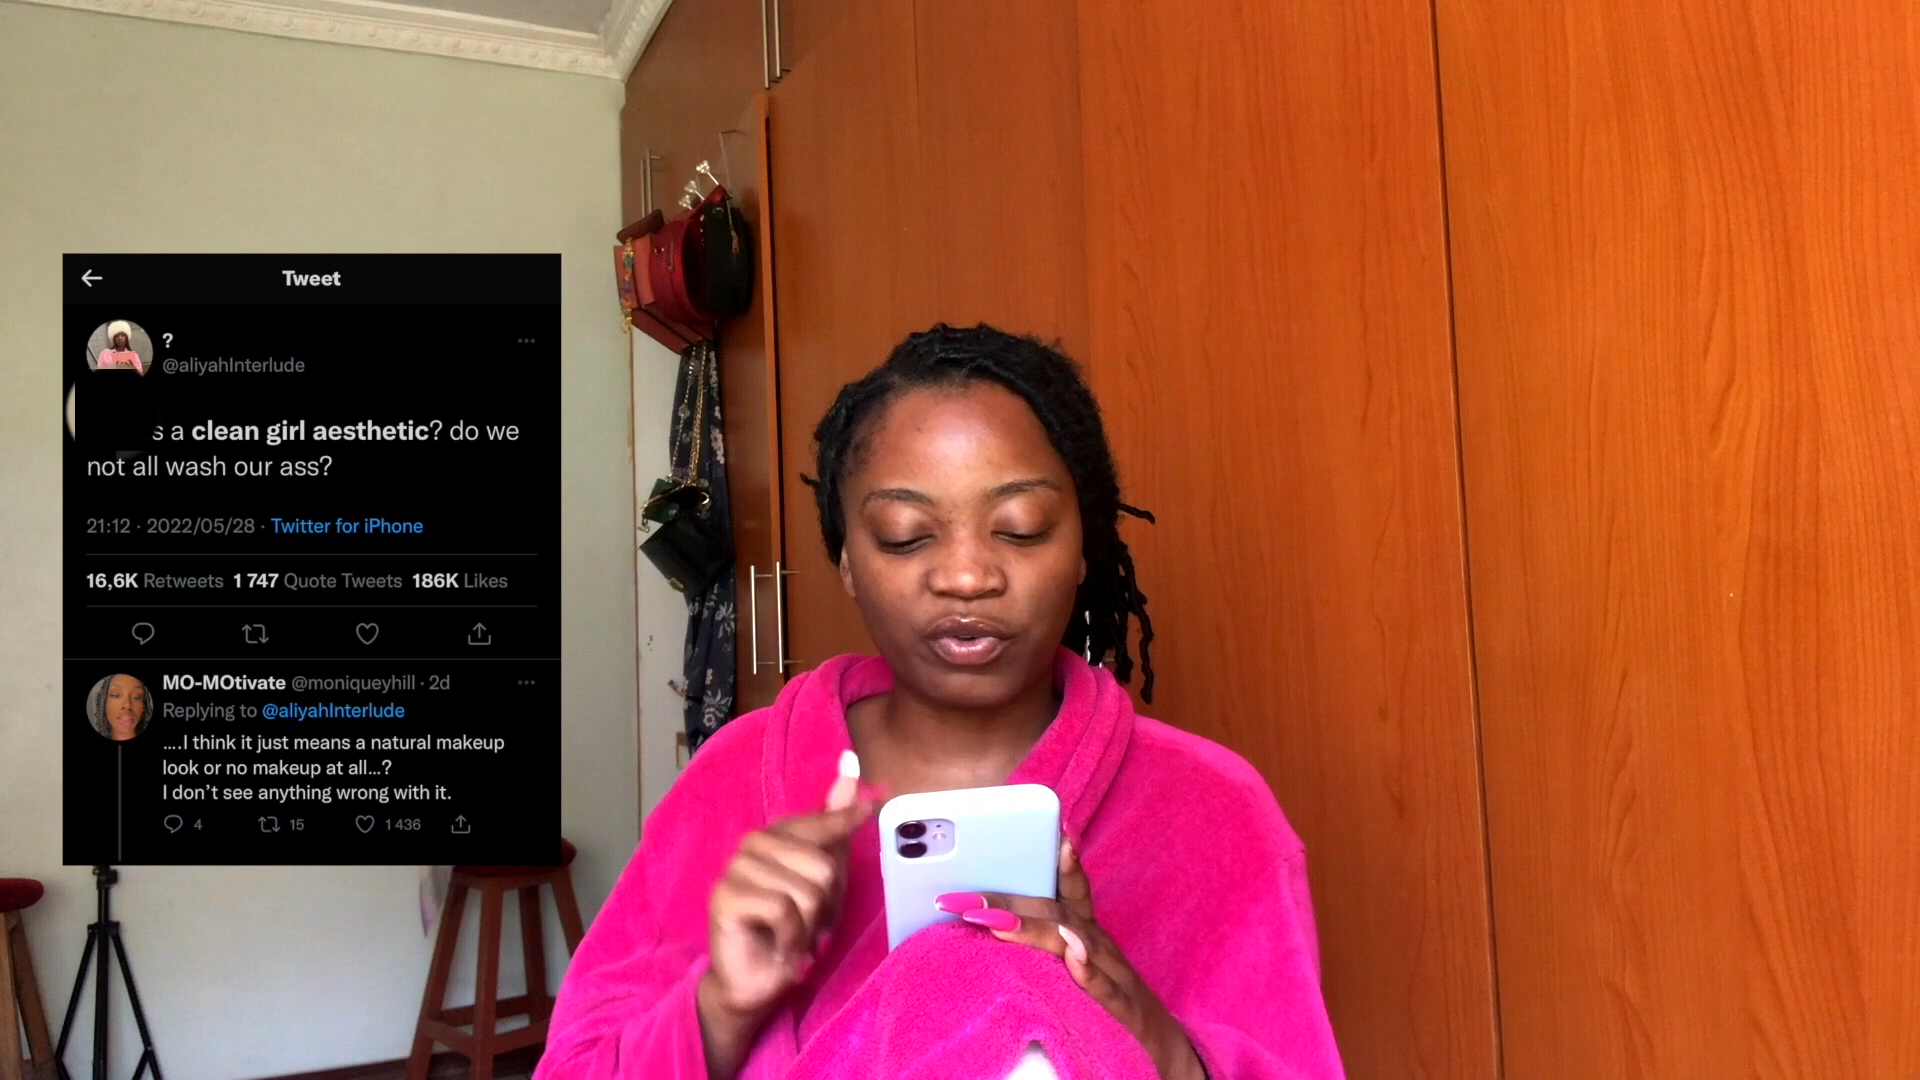 Tweet
?
@aliyahInterlude
s a clean girl aesthetic? do we
not all wash our ass?
21:12 · 2022/05/28 · Twitter for iPhone
16,6K Retweets 1 747 Quote Tweets 186K Likes
MO-MOtivate @moniqueyhill · 2d
Replying to @aliyahInterlude
....I think it just means a natural makeup
look or no makeup at all...?
I don't see anything wrong with it.
4 15 1 436